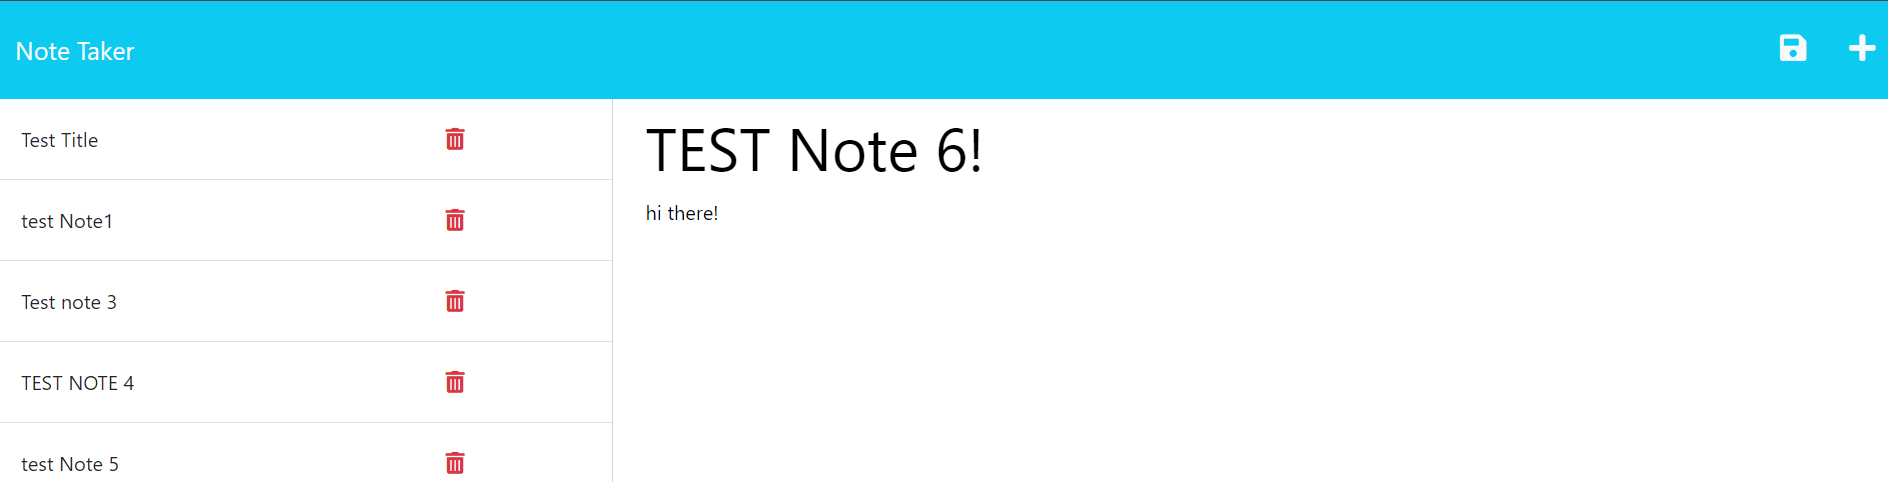 Note Taker
Test Title
test Note1
Test note 3
TEST NOTE 4
test Note 5
TEST Note 6!
hi there!